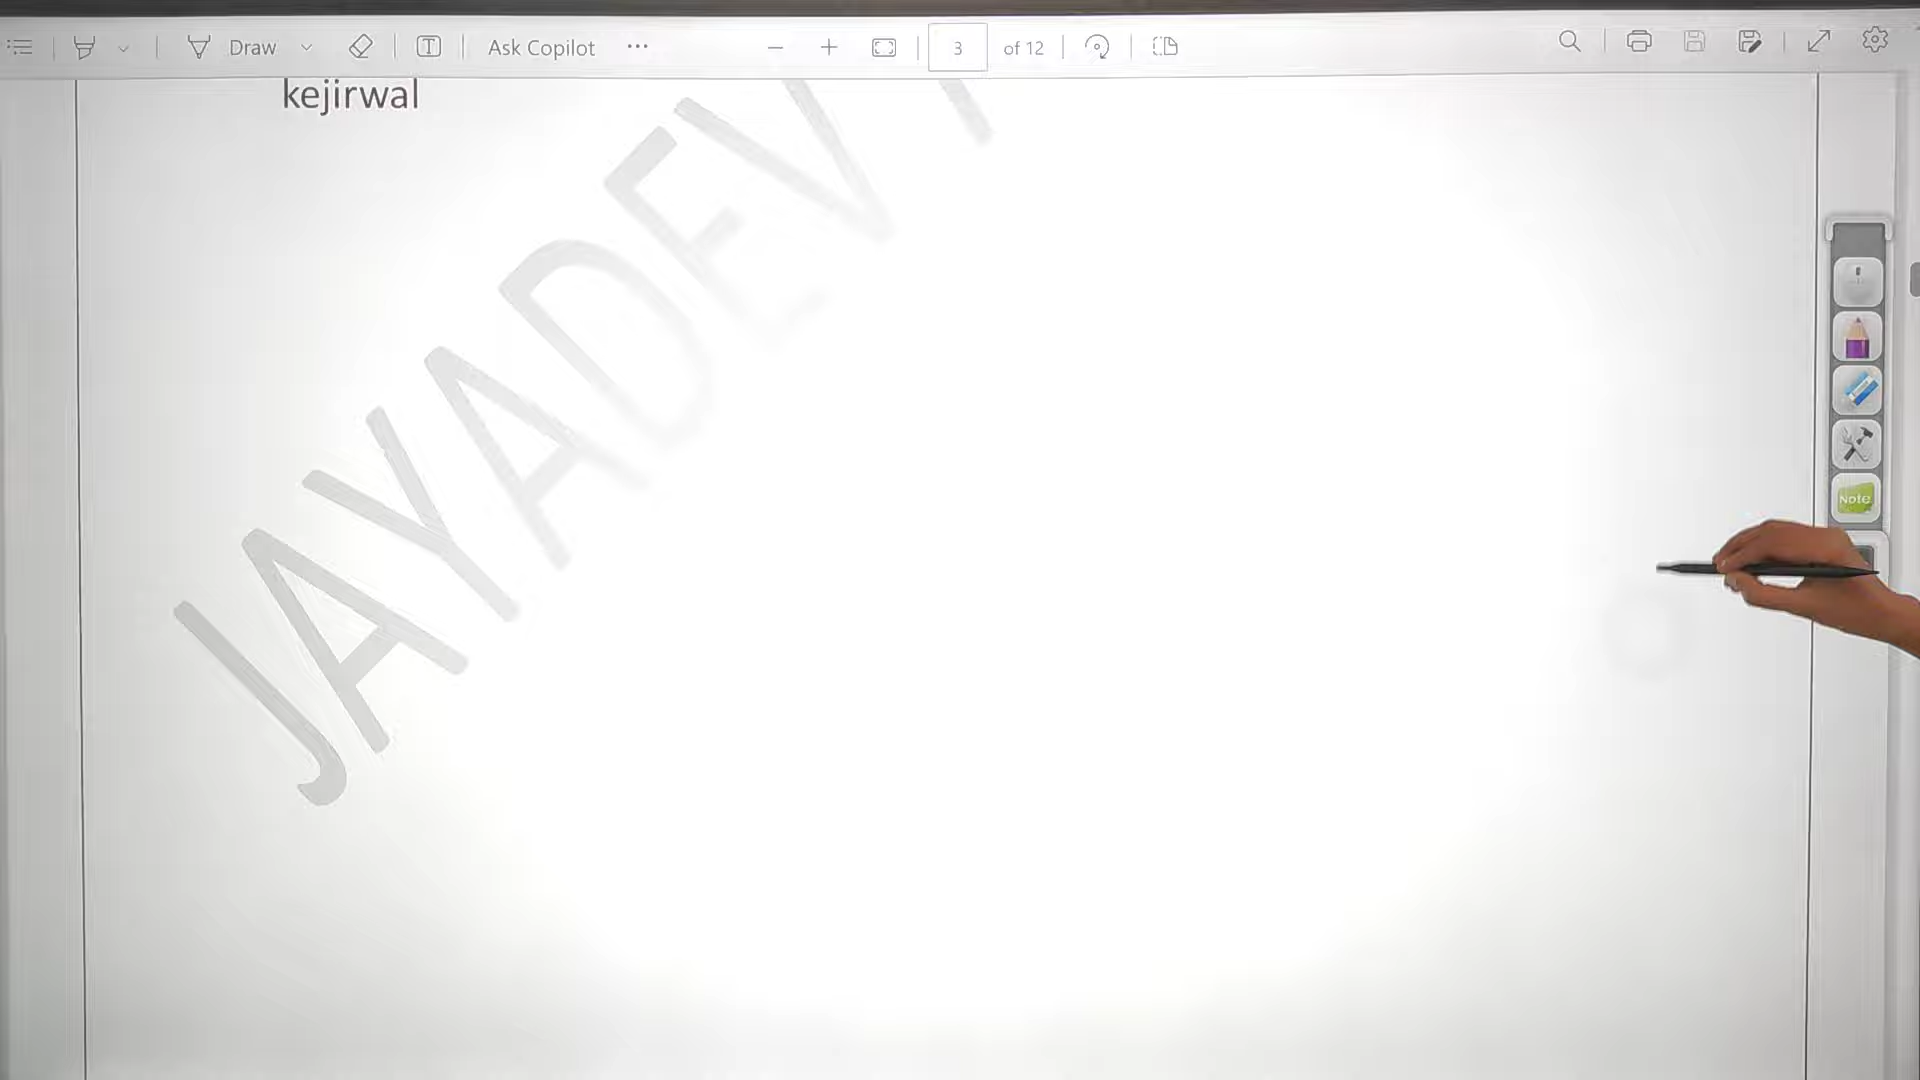 Draw
Ask Copilot
3 of 12
kejirwal
JAYADEV
Note